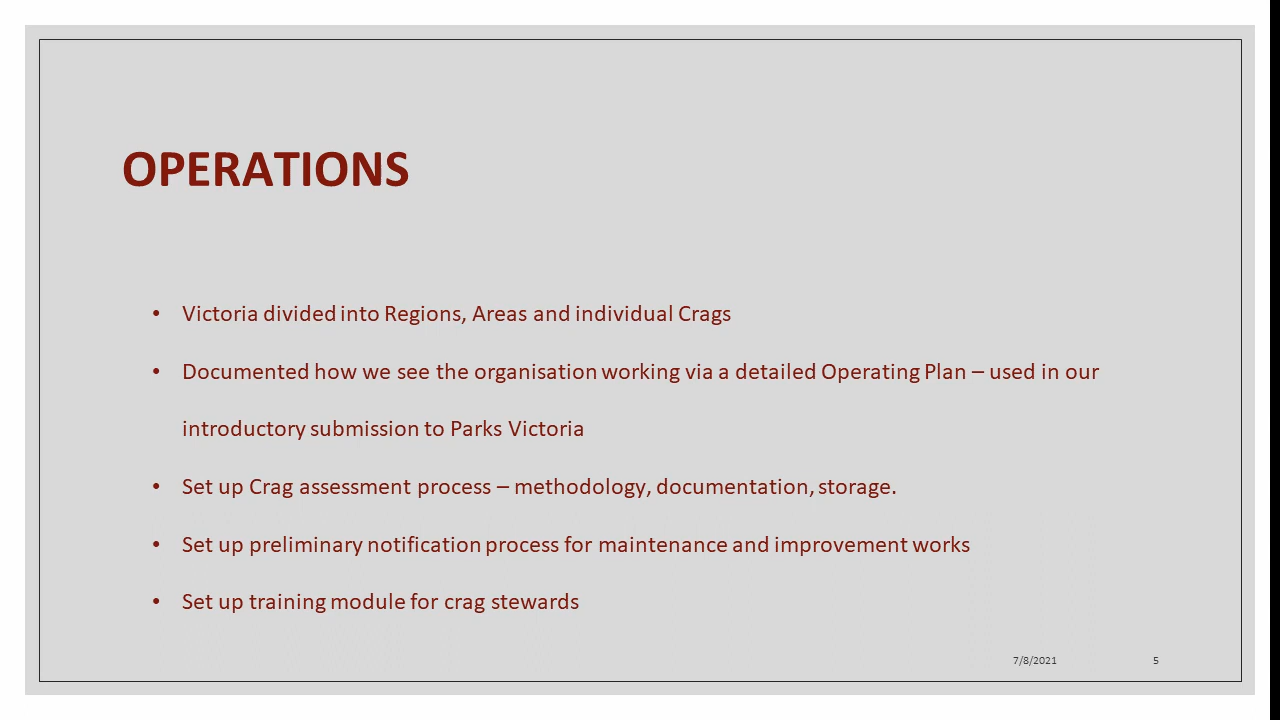 OPERATIONS
• Victoria divided into Regions, Areas and individual Crags
• Documented how we see the organisation working via a detailed Operating Plan – used in our
introductory submission to Parks Victoria
• Set up Crag assessment process – methodology, documentation, storage.
• Set up preliminary notification process for maintenance and improvement works
• Set up training module for crag stewards
7/8/2021 5